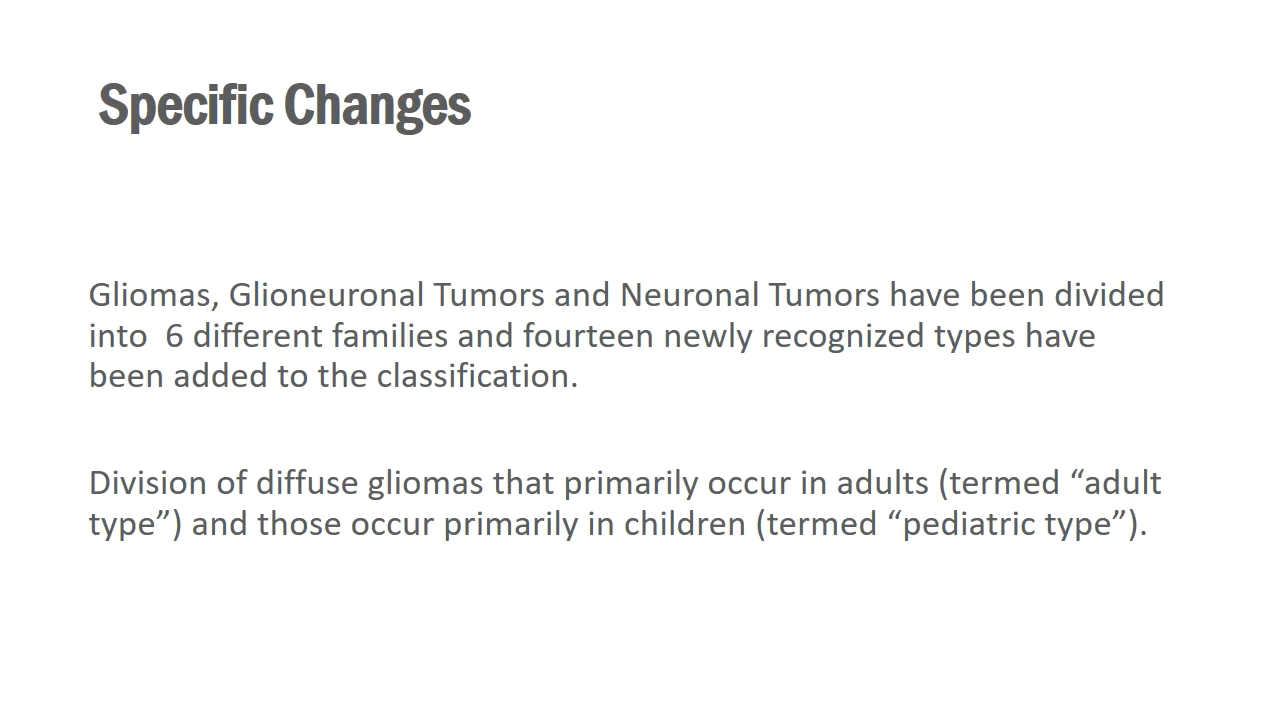 Specific Changes
Gliomas, Glioneuronal Tumors and Neuronal Tumors have been divided
into  6 different families and fourteen newly recognized types have
been added to the classification.
Division of diffuse gliomas that primarily occur in adults (termed “adult
type”) and those occur primarily in children (termed “pediatric type”).